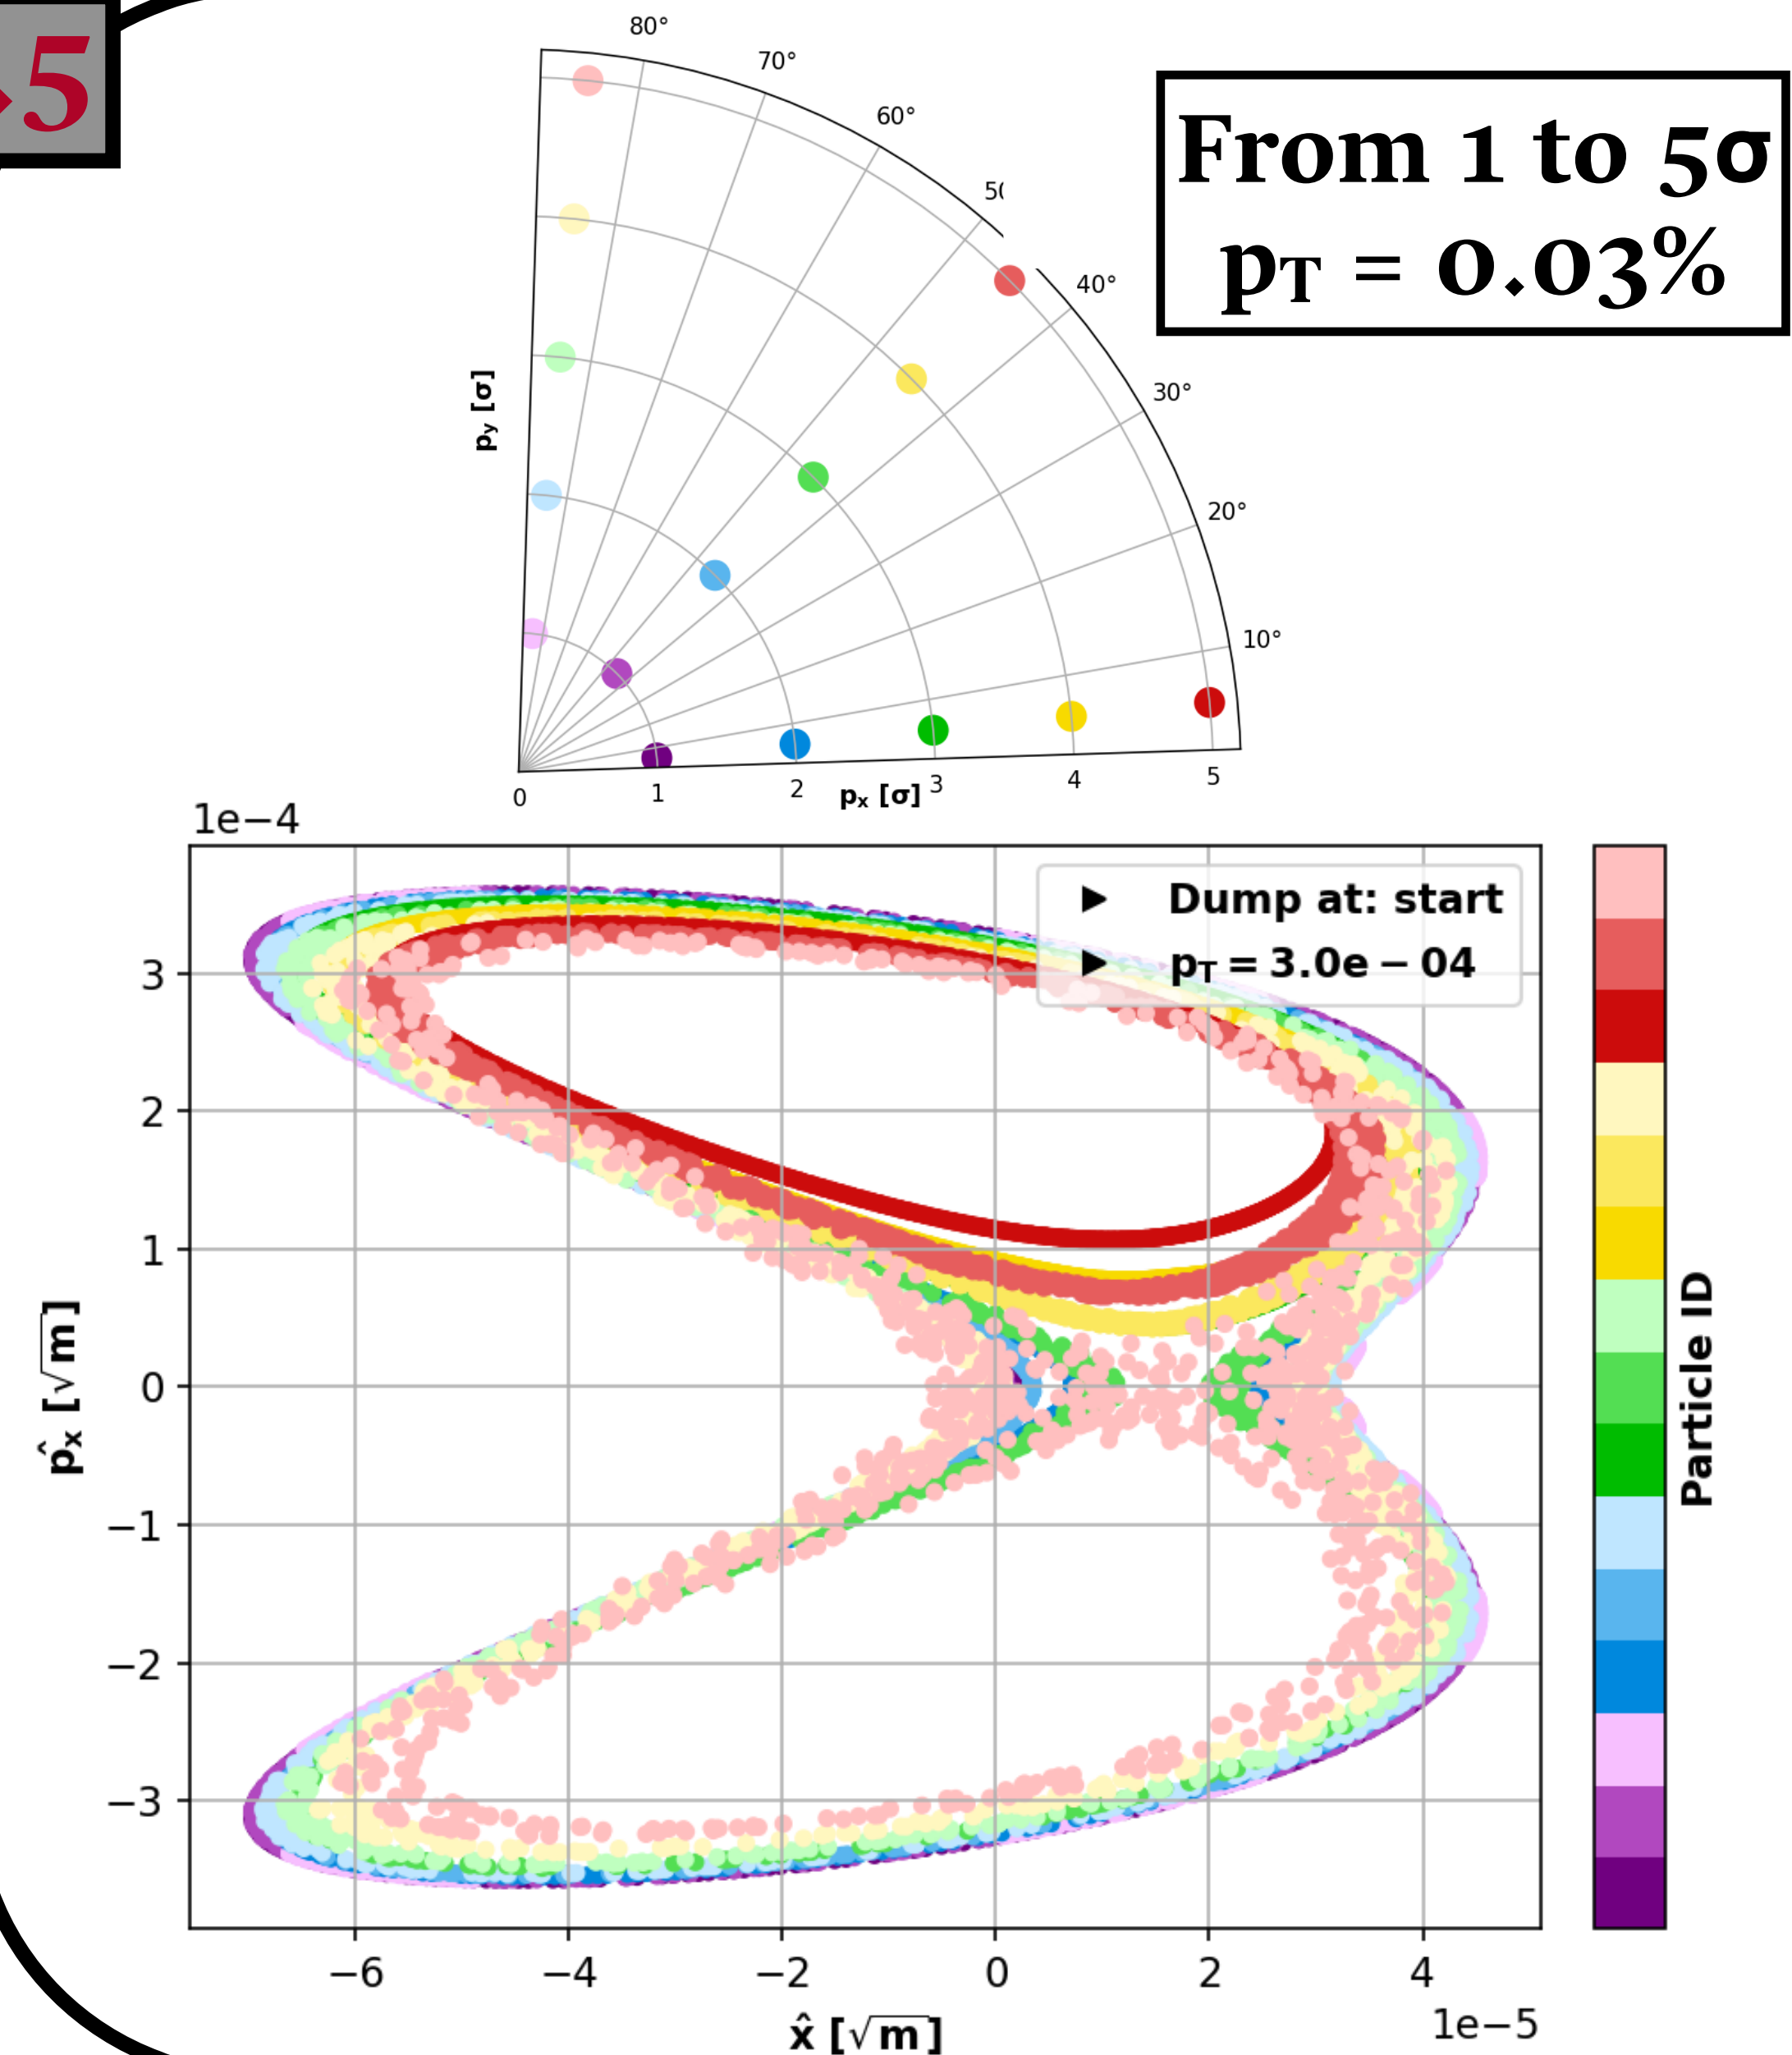 5
80°
70°
60°
5(
40°
30°
20°
10°
From 1 to 5σ
pT = 0.03%
py [σ]
0 1 2 3 4 5
px [σ]
1e−4
Dump at: start
pT = 3.0e − 04
3
2
1
0
−1
−2
−3
p̂x [√m]
−6 −4 −2 0 2 4
1e−5
x̂ [√m]
Particle ID